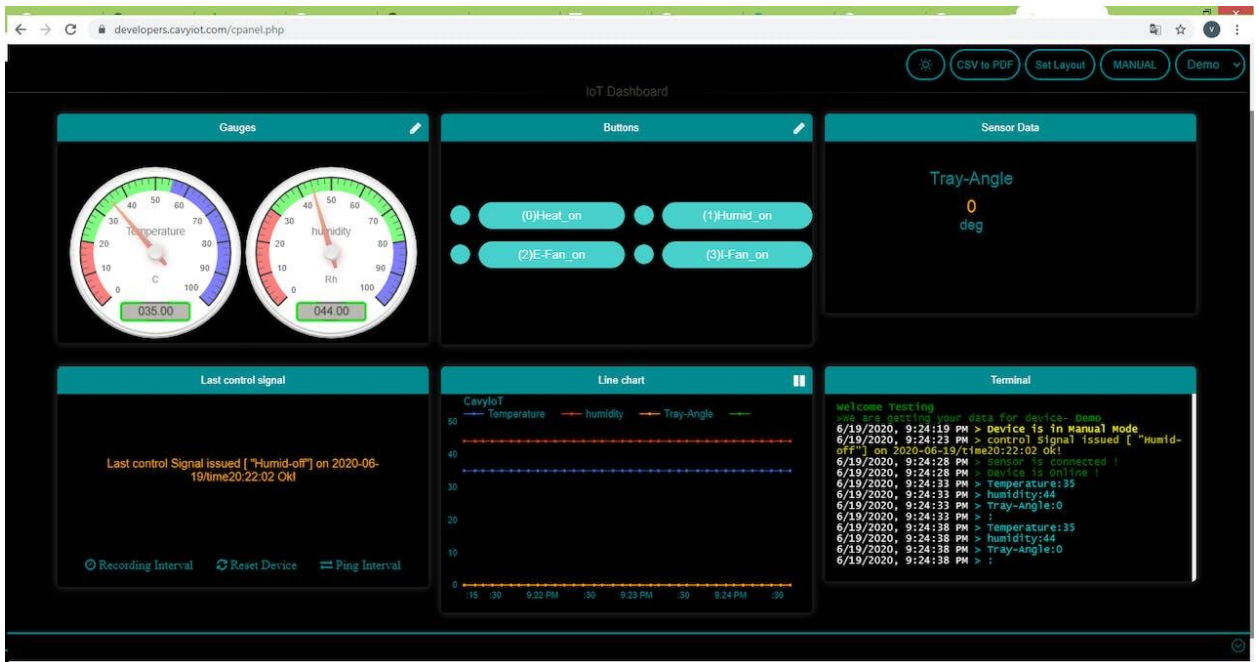 developers.cavyiot.com/cpanel.php
V
CSV to PDF
Set Layout
MANUAL
Demo
IoT Dashboard
Gauges
0 10 20 30 40 50 60 70 80 90 100
Temperature
C
035.00
0 10 20 30 40 50 60 70 80 90 100
humidity
Rh
044.00
Buttons
(0)Heat_on
(1)Humid_on
(2)E-Fan_on
(3)I-Fan_on
Sensor Data
Tray-Angle
0
deg
Last control signal
Last control Signal issued [ "Humid-off"] on 2020-06-
19/time20:22:02 Ok!
Recording Interval
Reset Device
Ping Interval
Line chart
CavyIoT
Temperature humidity Tray-Angle
50
40
30
20
10
0
:15 :30 9:22 PM :30 9:23 PM :30 9:24 PM :30
Terminal
Welcome Testing
>We are getting your data for device- Demo
6/19/2020, 9:24:19 PM > Device is in Manual Mode
6/19/2020, 9:24:23 PM > control Signal issued [ "Humid-
off"] on 2020-06-19/time20:22:02 Ok!
6/19/2020, 9:24:28 PM > Sensor is connected !
6/19/2020, 9:24:28 PM > Device is Online !
6/19/2020, 9:24:33 PM > Temperature:35
6/19/2020, 9:24:33 PM > humidity:44
6/19/2020, 9:24:33 PM > Tray-Angle:0
6/19/2020, 9:24:33 PM > :
6/19/2020, 9:24:38 PM > Temperature:35
6/19/2020, 9:24:38 PM > humidity:44
6/19/2020, 9:24:38 PM > Tray-Angle:0
6/19/2020, 9:24:38 PM > :